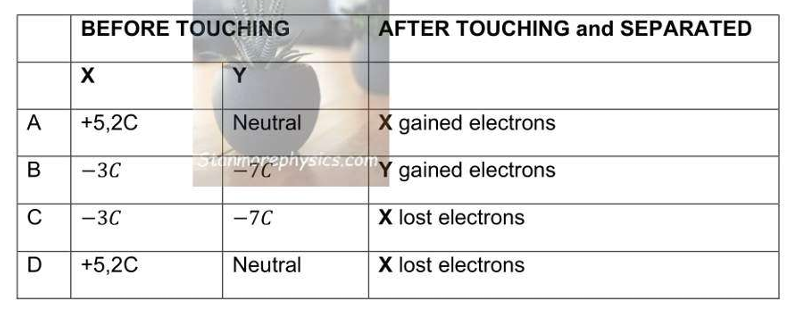 BEFORE TOUCHING AFTER TOUCHING and SEPARATED
X Y
A +5,2C Neutral X gained electrons
Stanmorephysics.com
B −3C −7C Y gained electrons
C −3C −7C X lost electrons
D +5,2C Neutral X lost electrons